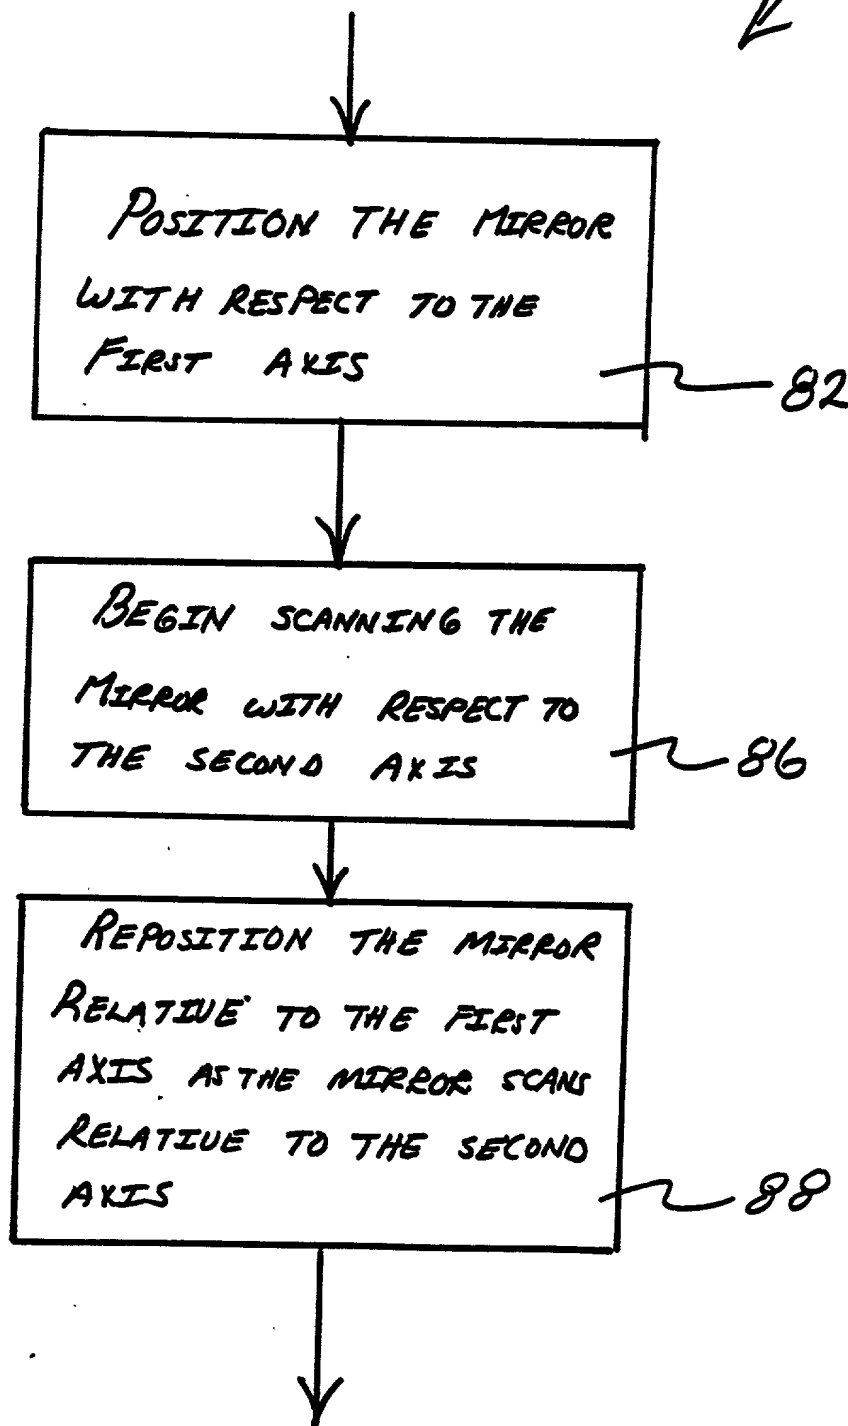 POSITION THE MIRROR
WITH RESPECT TO THE
FIRST AXIS
82
BEGIN SCANNING THE
MIRROR WITH RESPECT TO
THE SECOND AXIS
86
REPOSITION THE MIRROR
RELATIVE TO THE FIRST
AXIS AS THE MIRROR SCANS
RELATIVE TO THE SECOND
AXIS
88